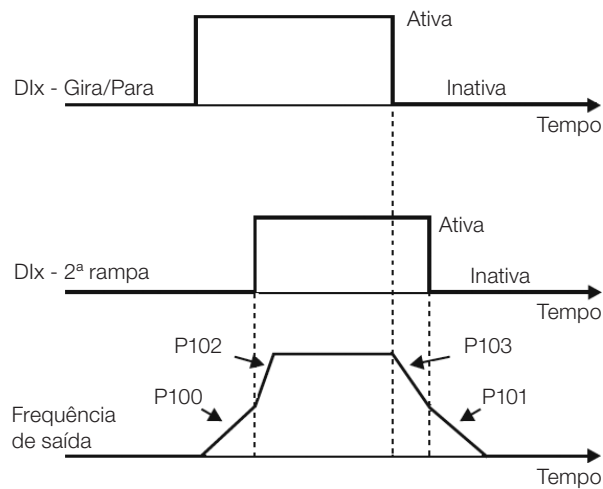 Ativa
DIx - Gira/Para
Inativa
Tempo
Ativa
DIx - 2ª rampa
Inativa
Tempo
P102
P103
P100
P101
Frequência
de saída
Tempo